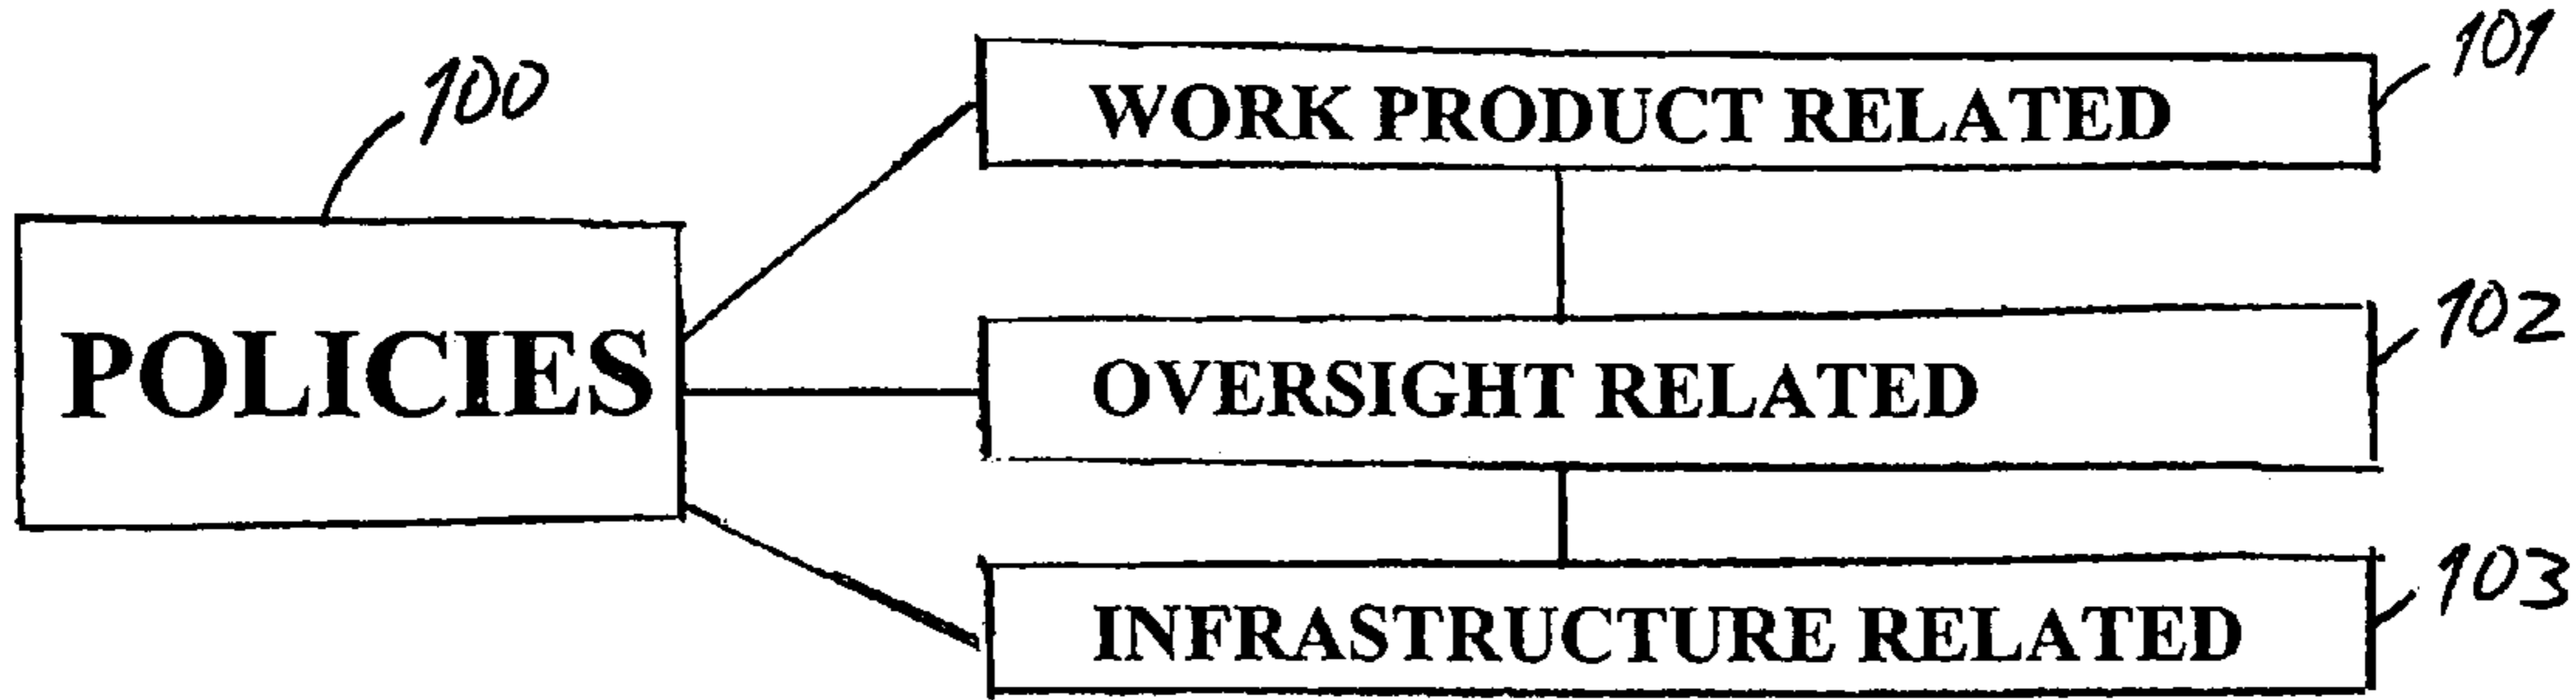 100
POLICIES
WORK PRODUCT RELATED
101
OVERSIGHT RELATED
102
INFRASTRUCTURE RELATED
103